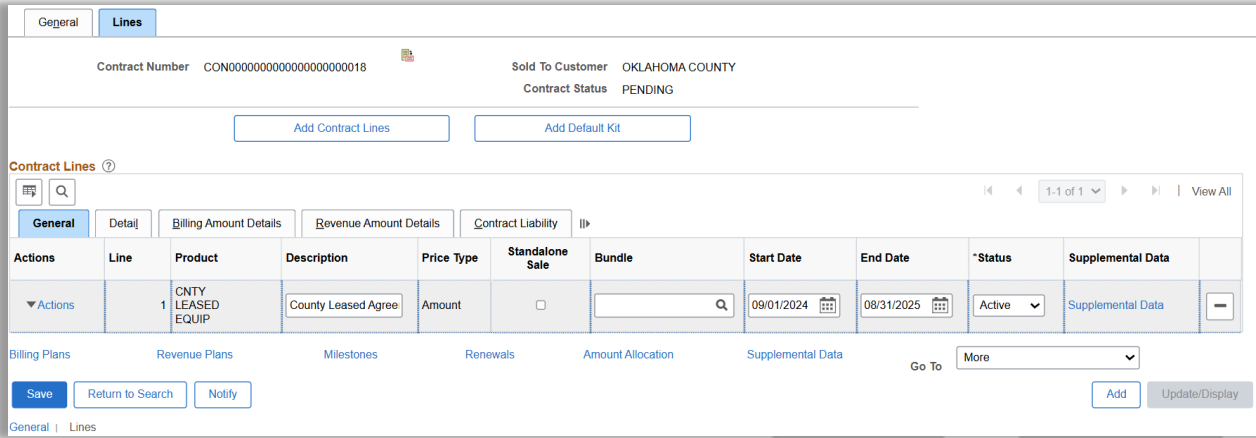 General
Lines
Contract Number CON0000000000000000000018 Sold To Customer OKLAHOMA COUNTY
Contract Status PENDING
Add Contract Lines Add Default Kit
Contract Lines ?
1-1 of 1 | View All
General Detail Billing Amount Details Revenue Amount Details Contract Liability
Actions Line Product Description Price Type Standalone Sale Bundle Start Date End Date *Status Supplemental Data
Actions 1 CNTY LEASED EQUIP County Leased Agree Amount 09/01/2024 08/31/2025 Active Supplemental Data
Billing Plans Revenue Plans Milestones Renewals Amount Allocation Supplemental Data
Go To More
Save Return to Search Notify Add Update/Display
General | Lines